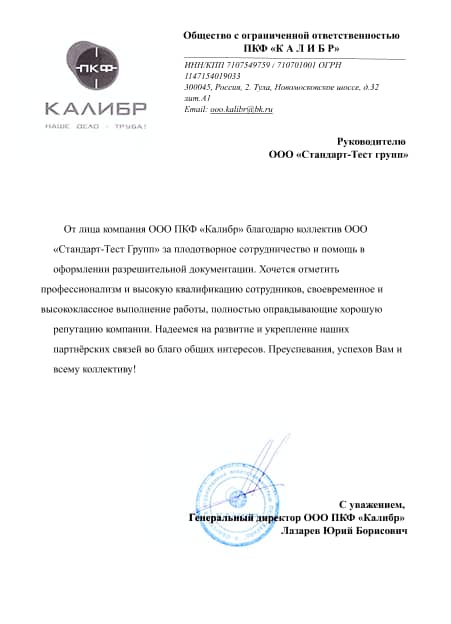 Общество с ограниченной ответственностью
ПКФ «К А Л И Б Р»
ИНН/КПП 7107549759 / 710701001 ОГРН
1147154019033
300045, Россия, 2. Тула, Новомосковское шоссе, д.32
лит.А1
Email: ooo.kalibr@bk.ru
ПКФ
КАЛИБР
НАШЕ ДЕЛО - ТРУБА!
Руководителю
ООО «Стандарт-Тест групп»
От лица компания ООО ПКФ «Калибр» благодарю коллектив ООО
«Стандарт-Тест Групп» за плодотворное сотрудничество и помощь в
оформлении разрешительной документации. Хочется отметить
профессионализм и высокую квалификацию сотрудников, своевременное и
высококлассное выполнение работы, полностью оправдывающие хорошую
репутацию компании. Надеемся на развитие и укрепление наших
партнёрских связей во благо общих интересов. Преуспевания, успехов Вам и
всему коллективу!
С уважением,
Генеральный директор ООО ПКФ «Калибр»
Лазарев Юрий Борисович